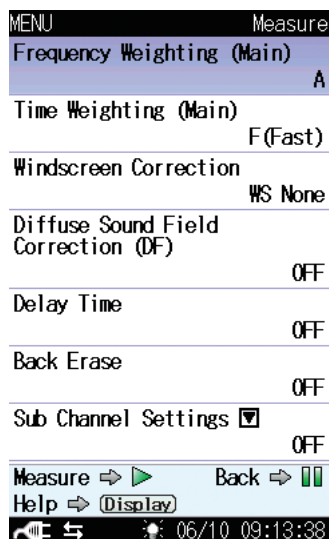 MENU Measure
Frequency Weighting (Main)
A
Time Weighting (Main)
F(Fast)
Windscreen Correction
WS None
Diffuse Sound Field
Correction (DF)
OFF
Delay Time
OFF
Back Erase
OFF
Sub Channel Settings
OFF
Measure ⇨ ▷ Back ⇨
Help ⇨ (Display)
06/10 09:13:38